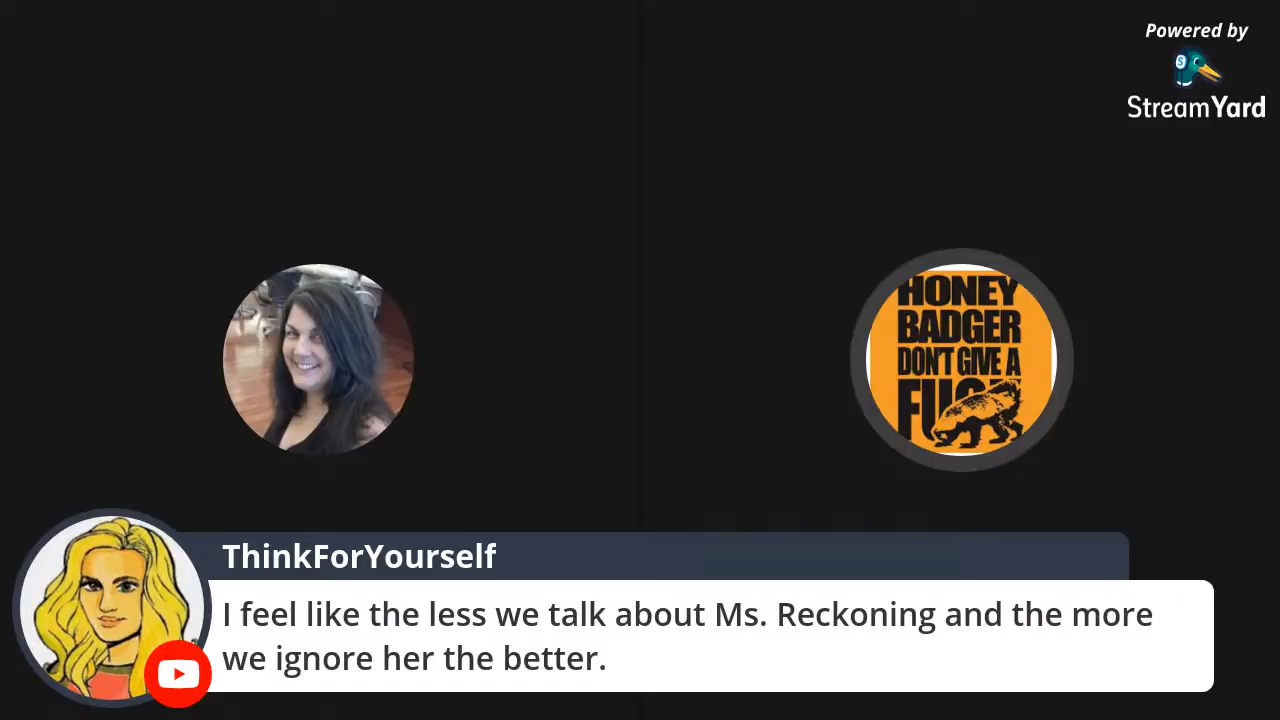 Powered by
StreamYard
HONEY
BADGER
DON'T GIVE A
ThinkForYourself
I feel like the less we talk about Ms. Reckoning and the more
we ignore her the better.